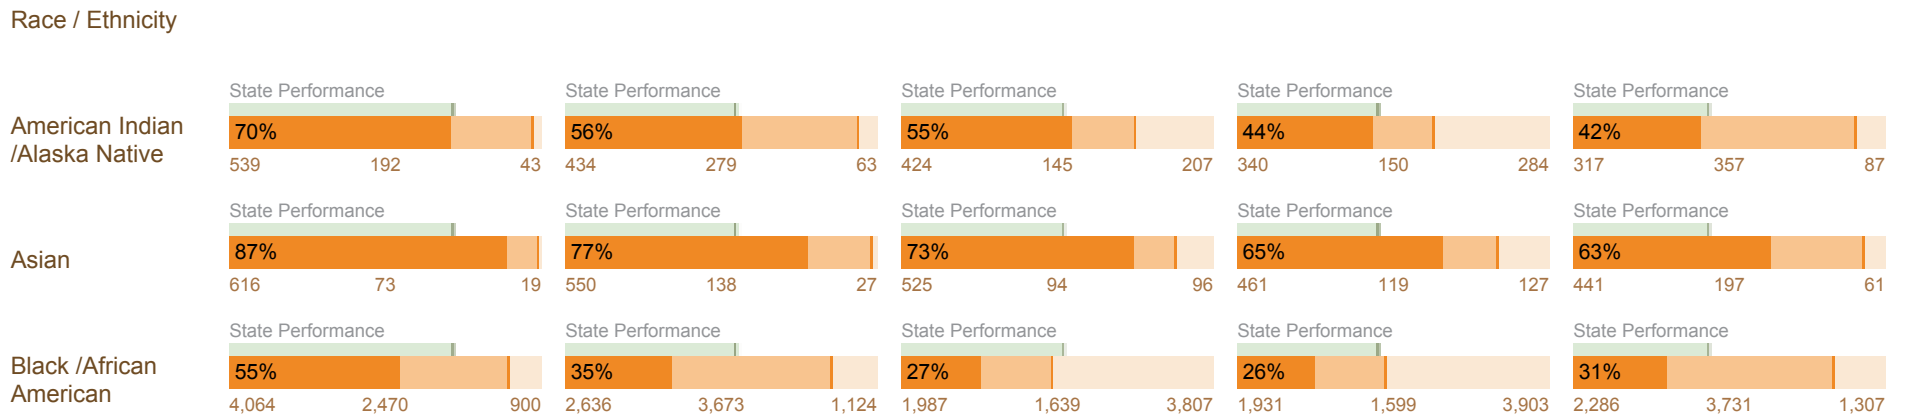 Race / Ethnicity
State Performance State Performance State Performance State Performance State Performance
American Indian
/Alaska Native
70% 56% 55% 44% 42%
539 192 43 434 279 63 424 145 207 340 150 284 317 357 87
State Performance State Performance State Performance State Performance State Performance
Asian
87% 77% 73% 65% 63%
616 73 19 550 138 27 525 94 96 461 119 127 441 197 61
State Performance State Performance State Performance State Performance State Performance
Black /African
American
55% 35% 27% 26% 31%
4,064 2,470 900 2,636 3,673 1,124 1,987 1,639 3,807 1,931 1,599 3,903 2,286 3,731 1,307